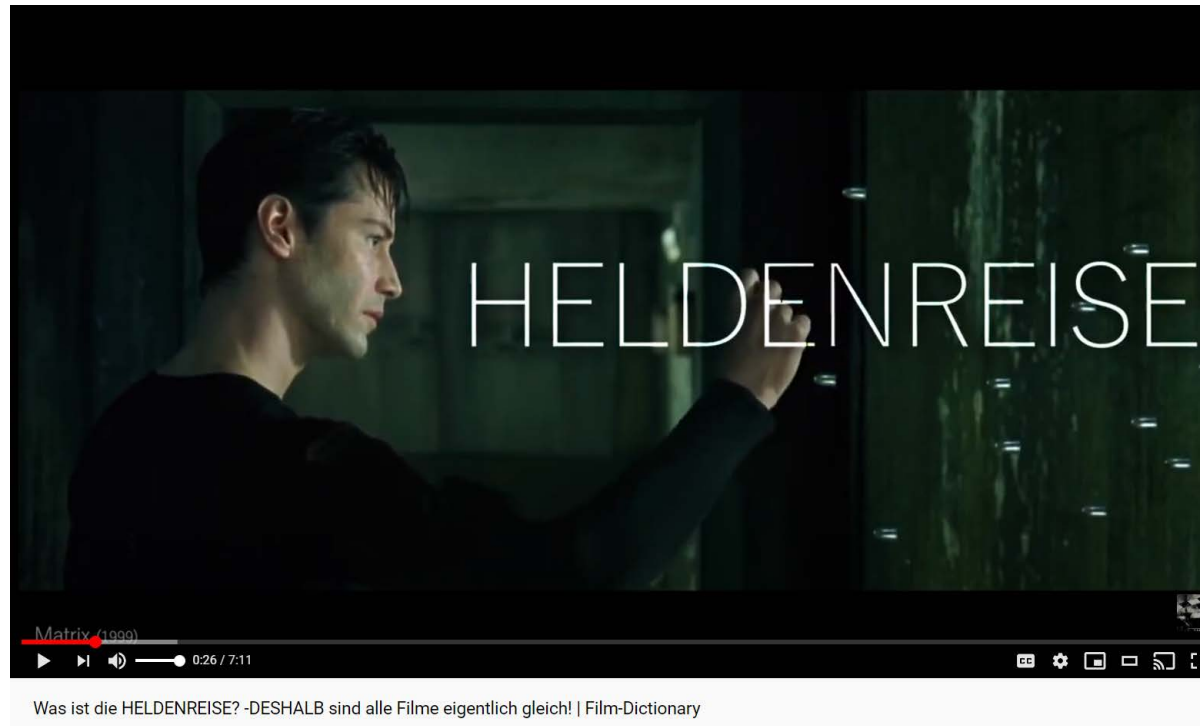 HELDENREISE
Matrix (1999)
0:26 / 7:11
CC
Was ist die HELDENREISE? -DESHALB sind alle Filme eigentlich gleich! | Film-Dictionary